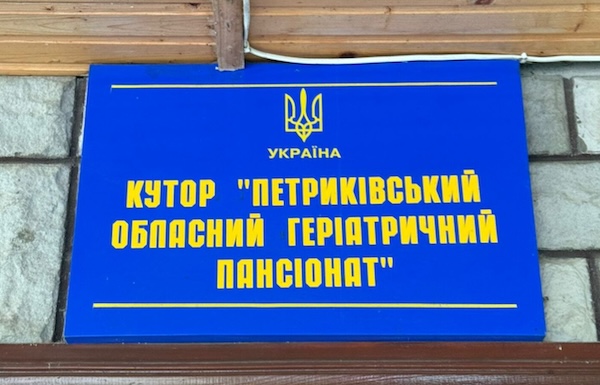 УКРАЇНА
КУТОР "ПЕТРИКІВСЬКИЙ
ОБЛАСНИЙ ГЕРІАТРИЧНИЙ
ПАНСІОНАТ"